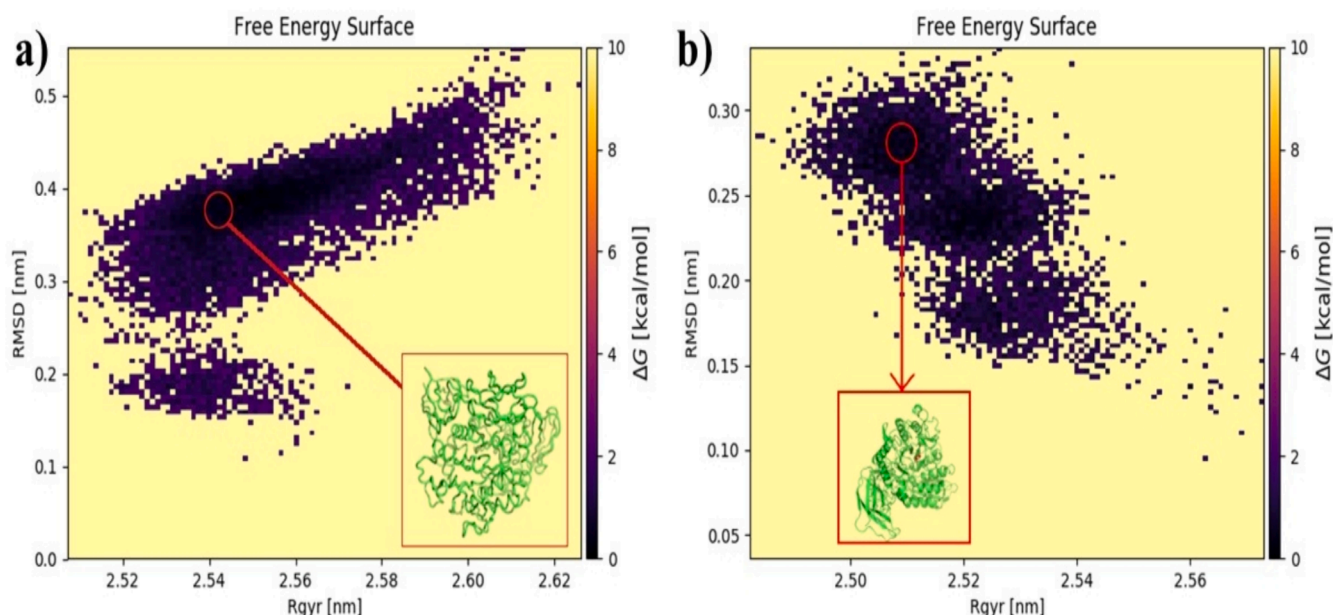 a)
Free Energy Surface
RMSD [nm]
0.5
0.4
0.3
0.2
0.1
0.0
2.52 2.54 2.56 2.58 2.60 2.62
Rgyr [nm]
10
8
6
4
2
0
ΔG [kcal/mol]
b)
Free Energy Surface
RMSD [nm]
0.30
0.25
0.20
0.15
0.10
0.05
2.50 2.52 2.54 2.56
Rgyr [nm]
10
8
6
4
2
0
ΔG [kcal/mol]